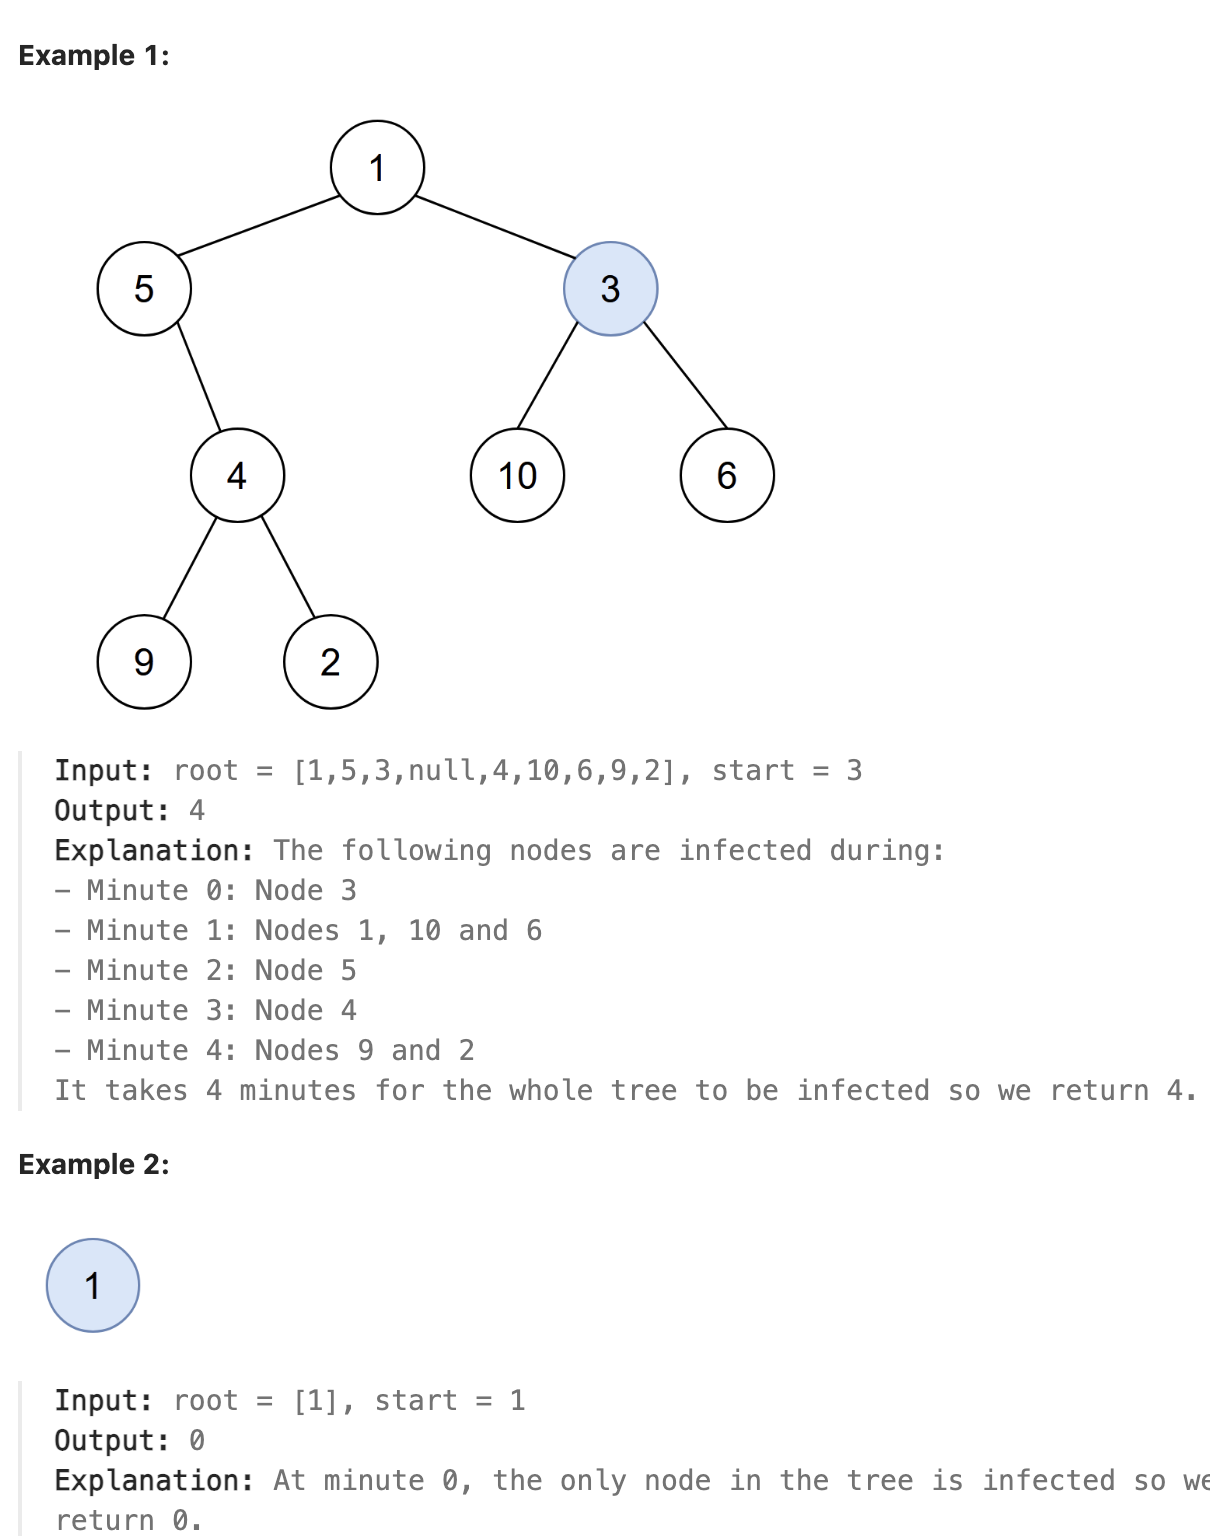 Example 1:
1
5
3
4
10
6
9
2
Input: root = [1,5,3,null,4,10,6,9,2], start = 3
Output: 4
Explanation: The following nodes are infected during:
- Minute 0: Node 3
- Minute 1: Nodes 1, 10 and 6
- Minute 2: Node 5
- Minute 3: Node 4
- Minute 4: Nodes 9 and 2
It takes 4 minutes for the whole tree to be infected so we return 4.
Example 2:
1
Input: root = [1], start = 1
Output: 0
Explanation: At minute 0, the only node in the tree is infected so we
return 0.